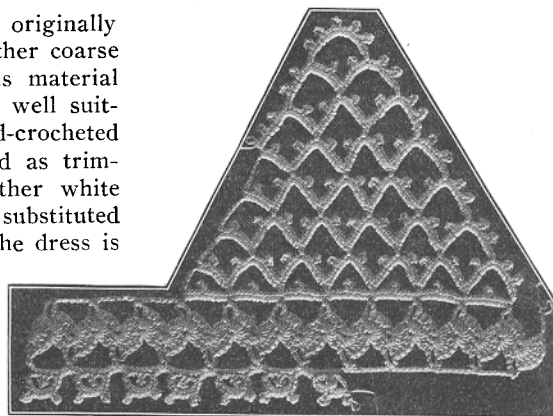 originally
ther coarse
s material
well suit-
d-crocheted
d as trim-
ther white
substituted
he dress is